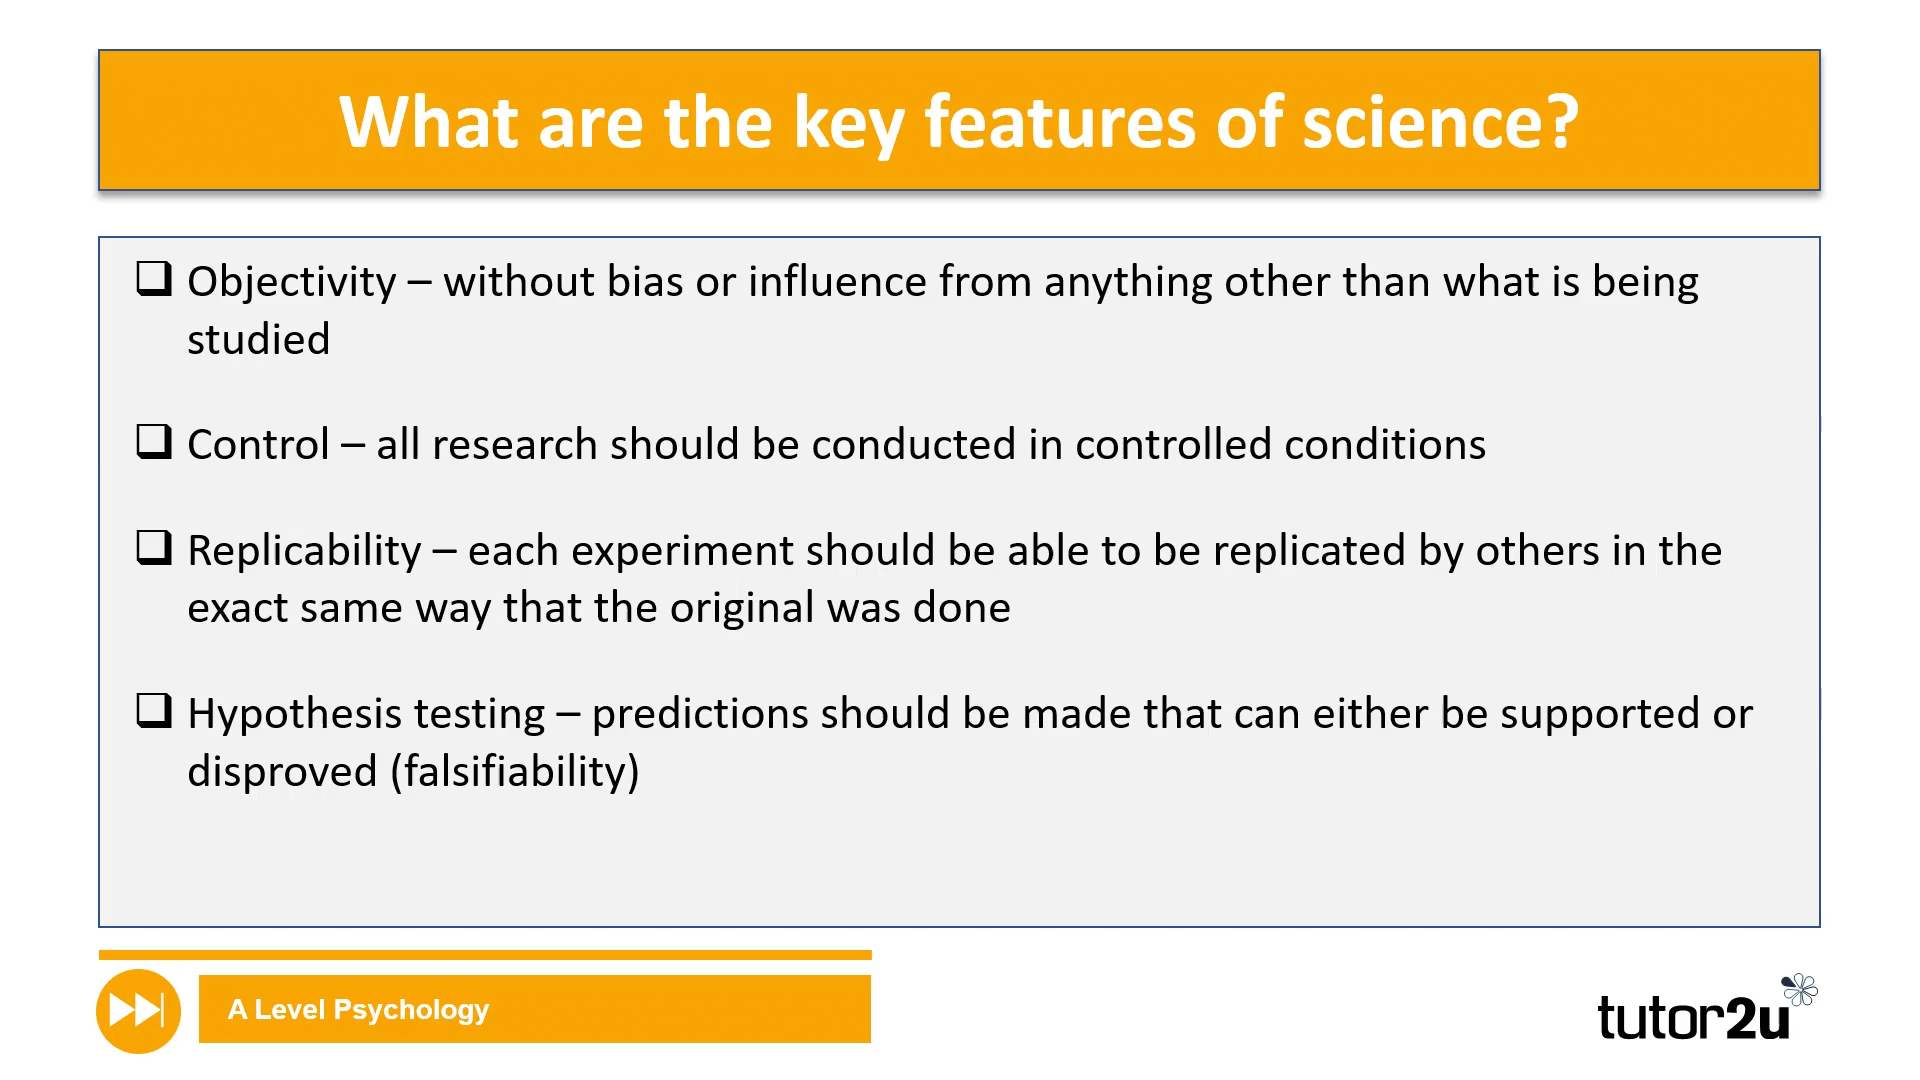 What are the key features of science?
Objectivity – without bias or influence from anything other than what is being
studied
Control – all research should be conducted in controlled conditions
Replicability – each experiment should be able to be replicated by others in the
exact same way that the original was done
Hypothesis testing – predictions should be made that can either be supported or
disproved (falsifiability)
A Level Psychology
tutor2u